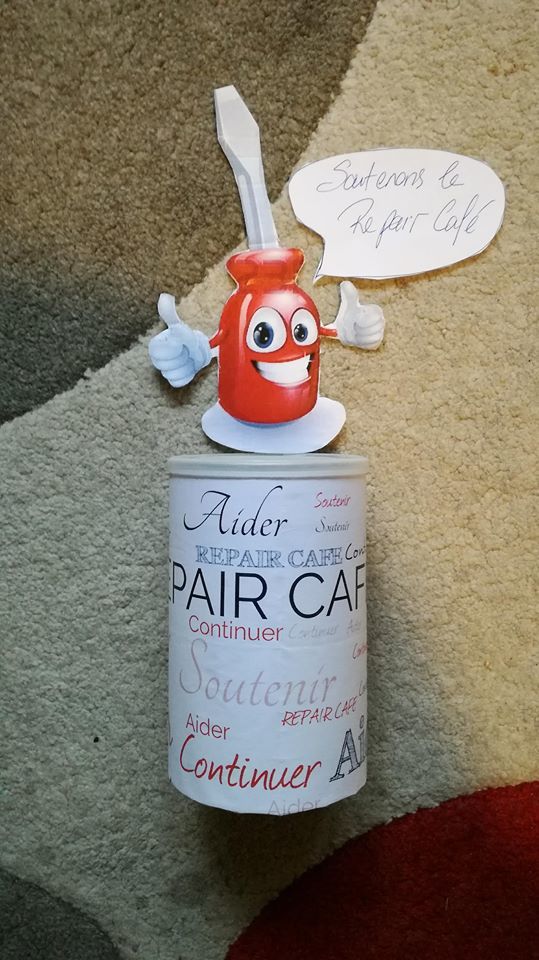 Soutenons le
Repair Café
Aider
Soutenir
Soutenir
REPAIR CAFE
PAIR CAF
Continuer Continuer
Soutenir
REPAIR CAFE
Aider
Continuer
Aider